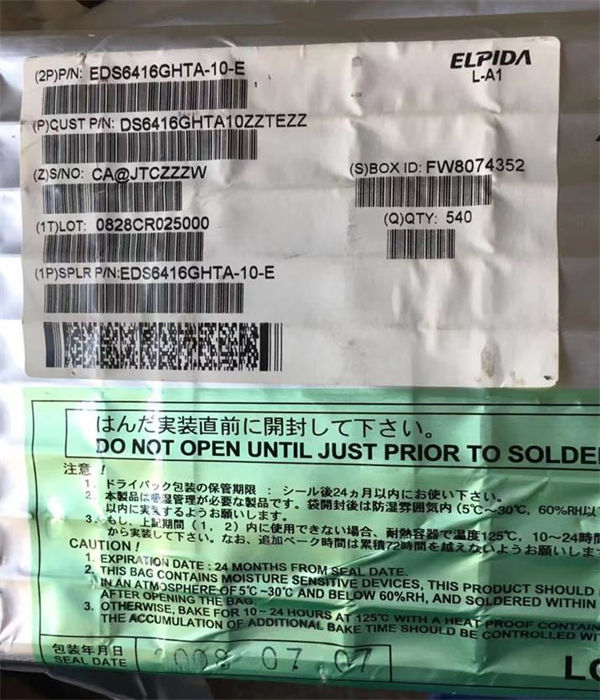 ELPIDA
L-A1
(2P)P/N: EDS6416GHTA-10-E
(P)CUST P/N: DS6416GHTA10ZZTEZZ
(Z)S/NO: CA@JTCZZZW
(S)BOX ID: FW8074352
(1T)LOT: 0828CR025000
(Q)QTY: 540
(1P)SPLR P/N:EDS6416GHTA-10-E
はんだ実装直前に開封して下さい。
DO NOT OPEN UNTIL JUST PRIOR TO SOLDE
注意！
1. ドライパック包装の保管期限 : シール後24ヵ月以内にお使い下さい。
2. 本製品は吸湿管理が必要な製品です。袋開封後は防湿雰囲気内（5℃～30℃, 60%RH以
以内に実装するようお願いします。
3. もし、上記期間（1, 2）内に使用できない場合、耐熱容器で温度125℃, 10～24時間
から実装して下さい。なお、追加ベーク時間は累積72時間を越えないようお願いしま
CAUTION!
1. EXPIRATION DATE : 24 MONTHS FROM SEAL DATE.
2. THIS BAG CONTAINS MOISTURE SENSITIVE DEVICES, THIS PRODUCT SHOULD
IN AN ATMOSPHERE OF 5℃ ~30℃ AND BELOW 60%RH, AND SOLDERED WITHIN
AFTER OPENING THE BAG.
3. OTHERWISE, BAKE FOR 10~24 HOURS AT 125℃ WITH A HEAT PROOF CONTAIN
THE ACCUMULATION OF ADDITIONAL BAKE TIME SHOULD BE CONTROLLED WI
包装年月日
SEAL DATE
2008 07.07
LO